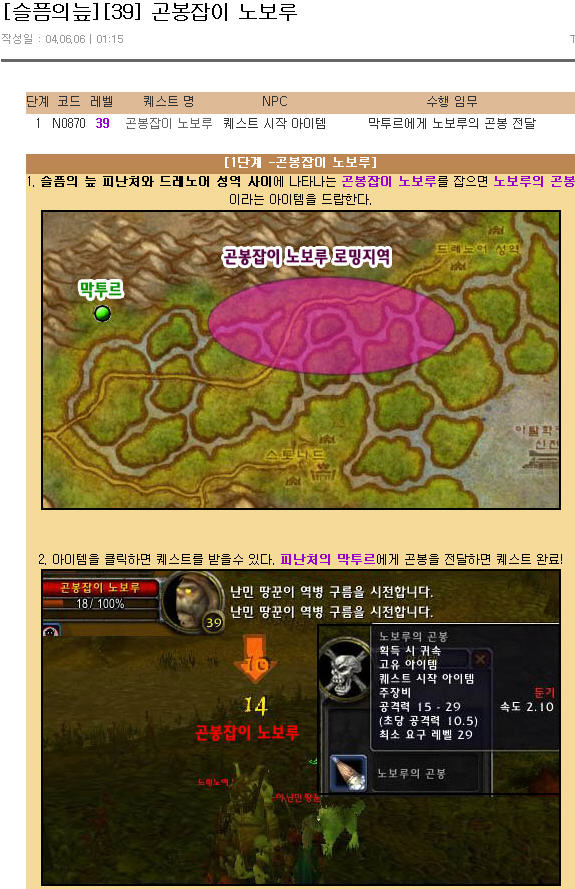 [슬픔의늪][39] 곤봉잡이 노보루
작성일 : 04.06.06 | 01:15
단계 코드 레벨 퀘스트 명 NPC 수행 임무
1 N0870 39 곤봉잡이 노보루 퀘스트 시작 아이템 막투르에게 노보루의 곤봉 전달
[1단계 -곤봉잡이 노보루]
1. 슬픔의 늪 피난처와 드레노어 성역 사이에 나타나는 곤봉잡이 노보루를 잡으면 노보루의 곤봉
이라는 아이템을 드랍한다.
드레노어 성역
곤봉잡이 노보루 로밍지역
막투르
스토나드
2. 아이템을 클릭하면 퀘스트를 받을수 있다. 피난처의 막투르에게 곤봉을 전달하면 퀘스트 완료!
곤봉잡이 노보루
18 / 100%
39
난민 땅꾼이 역병 구름을 시전합니다.
난민 땅꾼이 역병 구름을 시전합니다.
노보루의 곤봉
획득 시 귀속
고유 아이템
퀘스트 시작 아이템
주장비 둔기
공격력 15 - 29 속도 2.10
(초당 공격력 10.5)
최소 요구 레벨 29
14
곤봉잡이 노보루
노보루의 곤봉